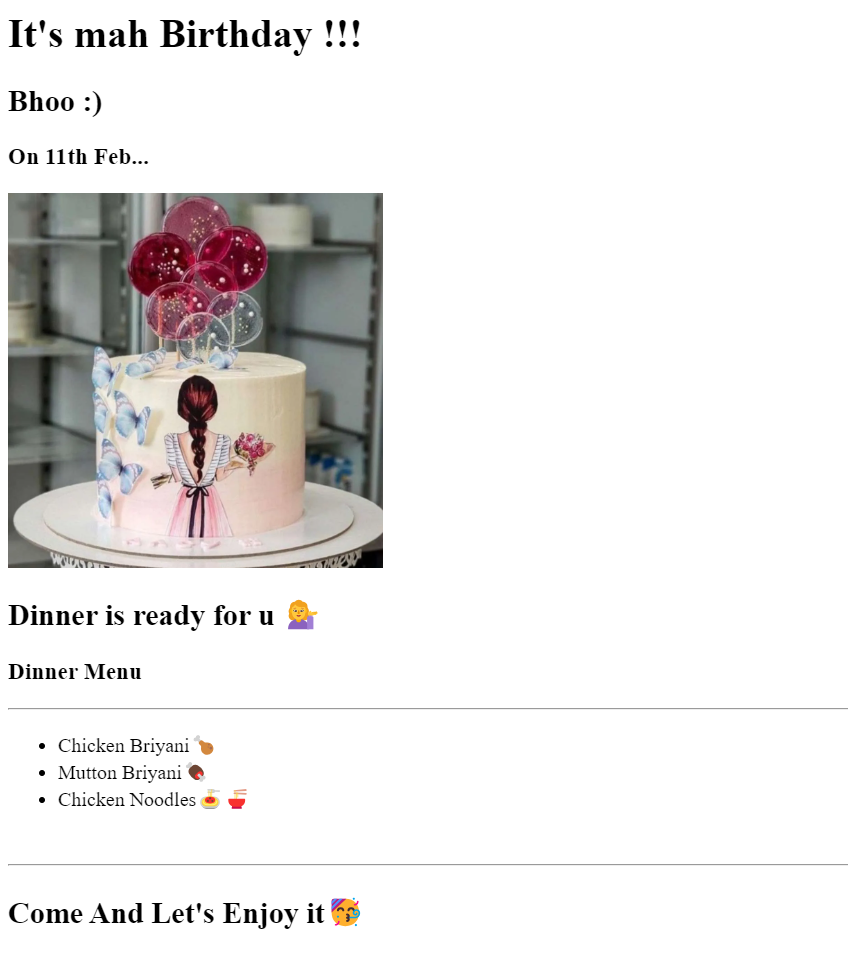 It's mah Birthday !!!
Bhoo :)
On 11th Feb...
Dinner is ready for u 💁‍♀️
Dinner Menu
Chicken Briyani 🍗
Mutton Briyani 🍖
Chicken Noodles 🍝 🍜
Come And Let's Enjoy it 🥳